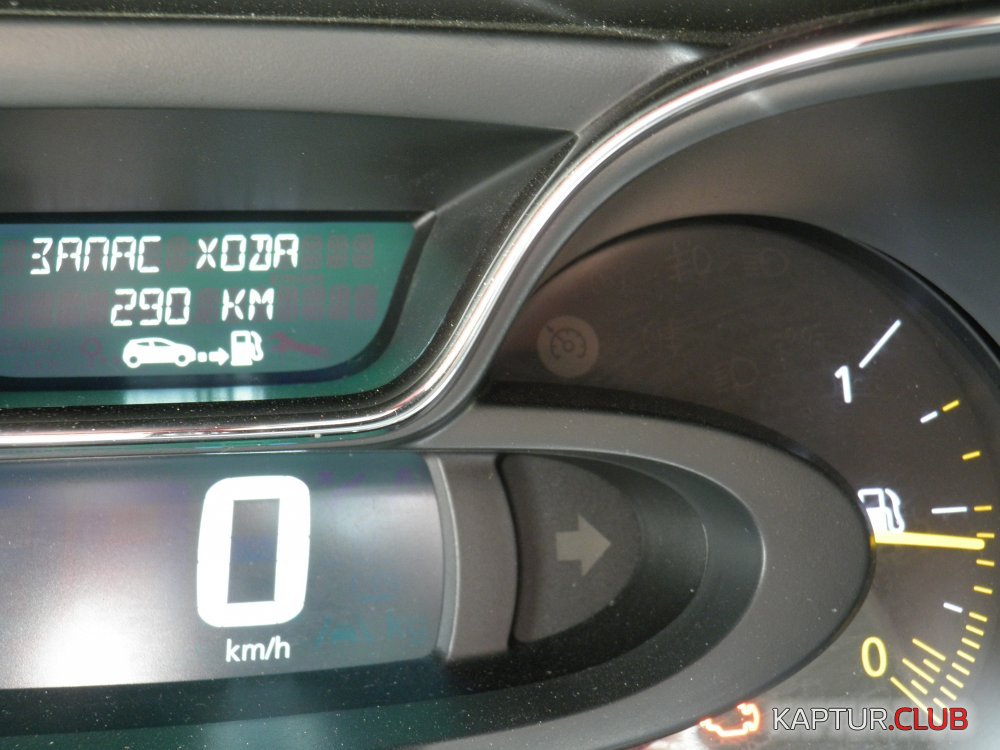 ЗАПАС ХОДА
290 КМ
1
0
km/h
0
KAPTUR.CLUB